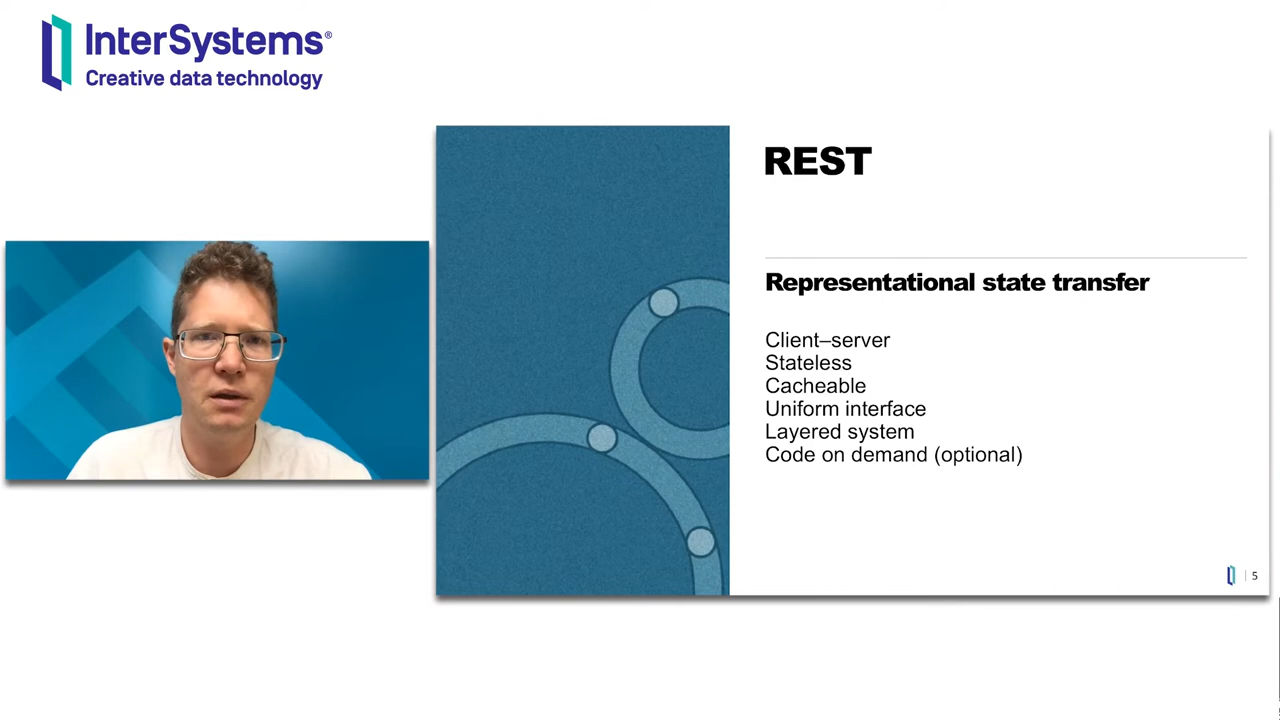 InterSystems®
Creative data technology
REST
Representational state transfer
Client–server
Stateless
Cacheable
Uniform interface
Layered system
Code on demand (optional)
5